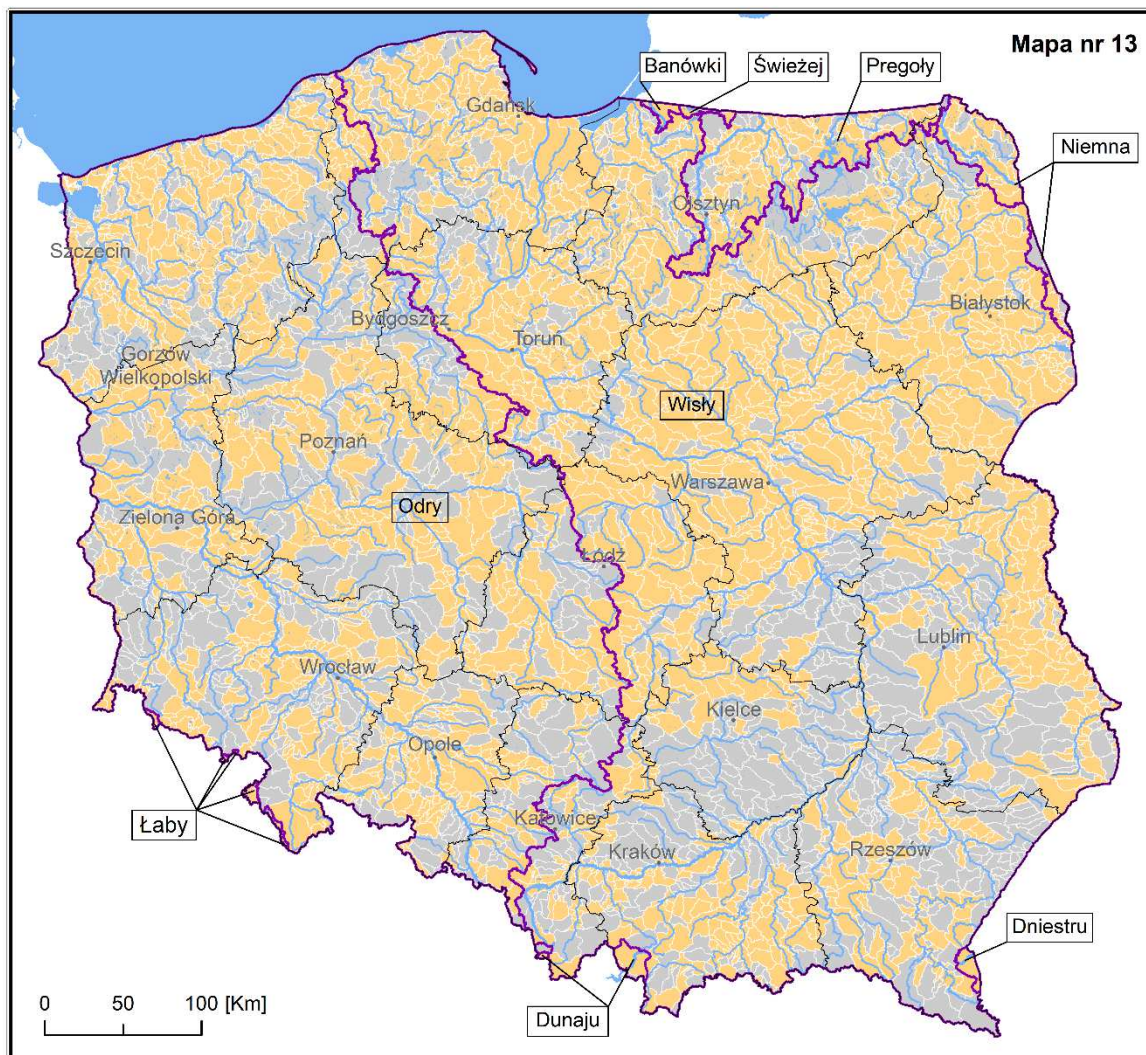 Mapa nr 13
Banówki
Świeżej
Pregoły
Gdańsk
Niemna
Olsztyn
Szczecin
Białystok
Bydgoszcz
Toruń
Gorzów
Wielkopolski
Wisły
Poznań
Warszawa
Odry
Zielona Góra
Łódź
Lublin
Wrocław
Kielce
Opole
Łaby
Katowice
Kraków
Rzeszów
Dniestru
0 50 100 [Km]
Dunaju